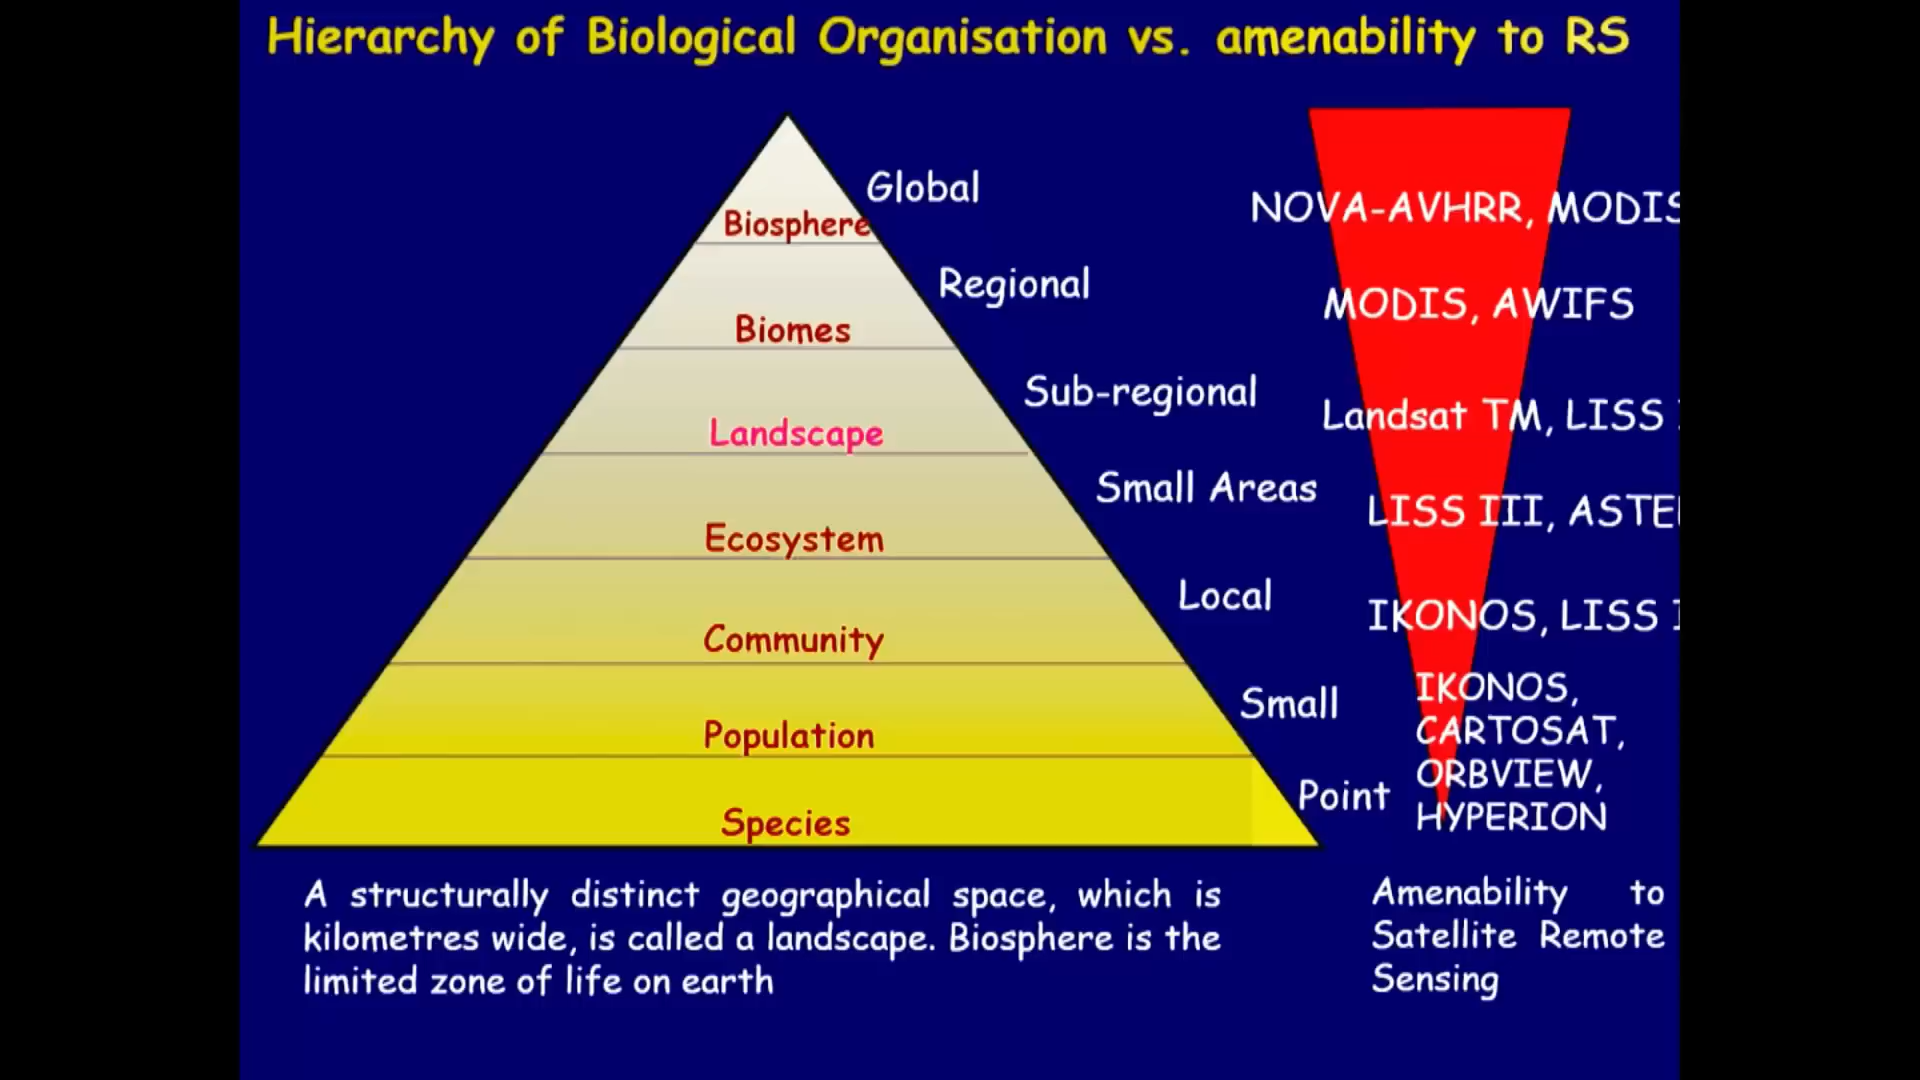 Hierarchy of Biological Organisation vs. amenability to RS
Global
NOVA-AVHRR, MODIS
Biosphere
Regional
MODIS, AWIFS
Biomes
Sub-regional
Landsat TM, LISS
Landscape
Small Areas
LISS III,
Ecosystem
Local
IKONOS, LISS
Community
Small
IKONOS,
CARTOSAT,
ORBVIEW,
HYPERION
Population
Point
Species
A structurally distinct geographical space, which is
kilometres wide, is called a landscape. Biosphere is the
limited zone of life on earth
Amenability to
Satellite Remote
Sensing